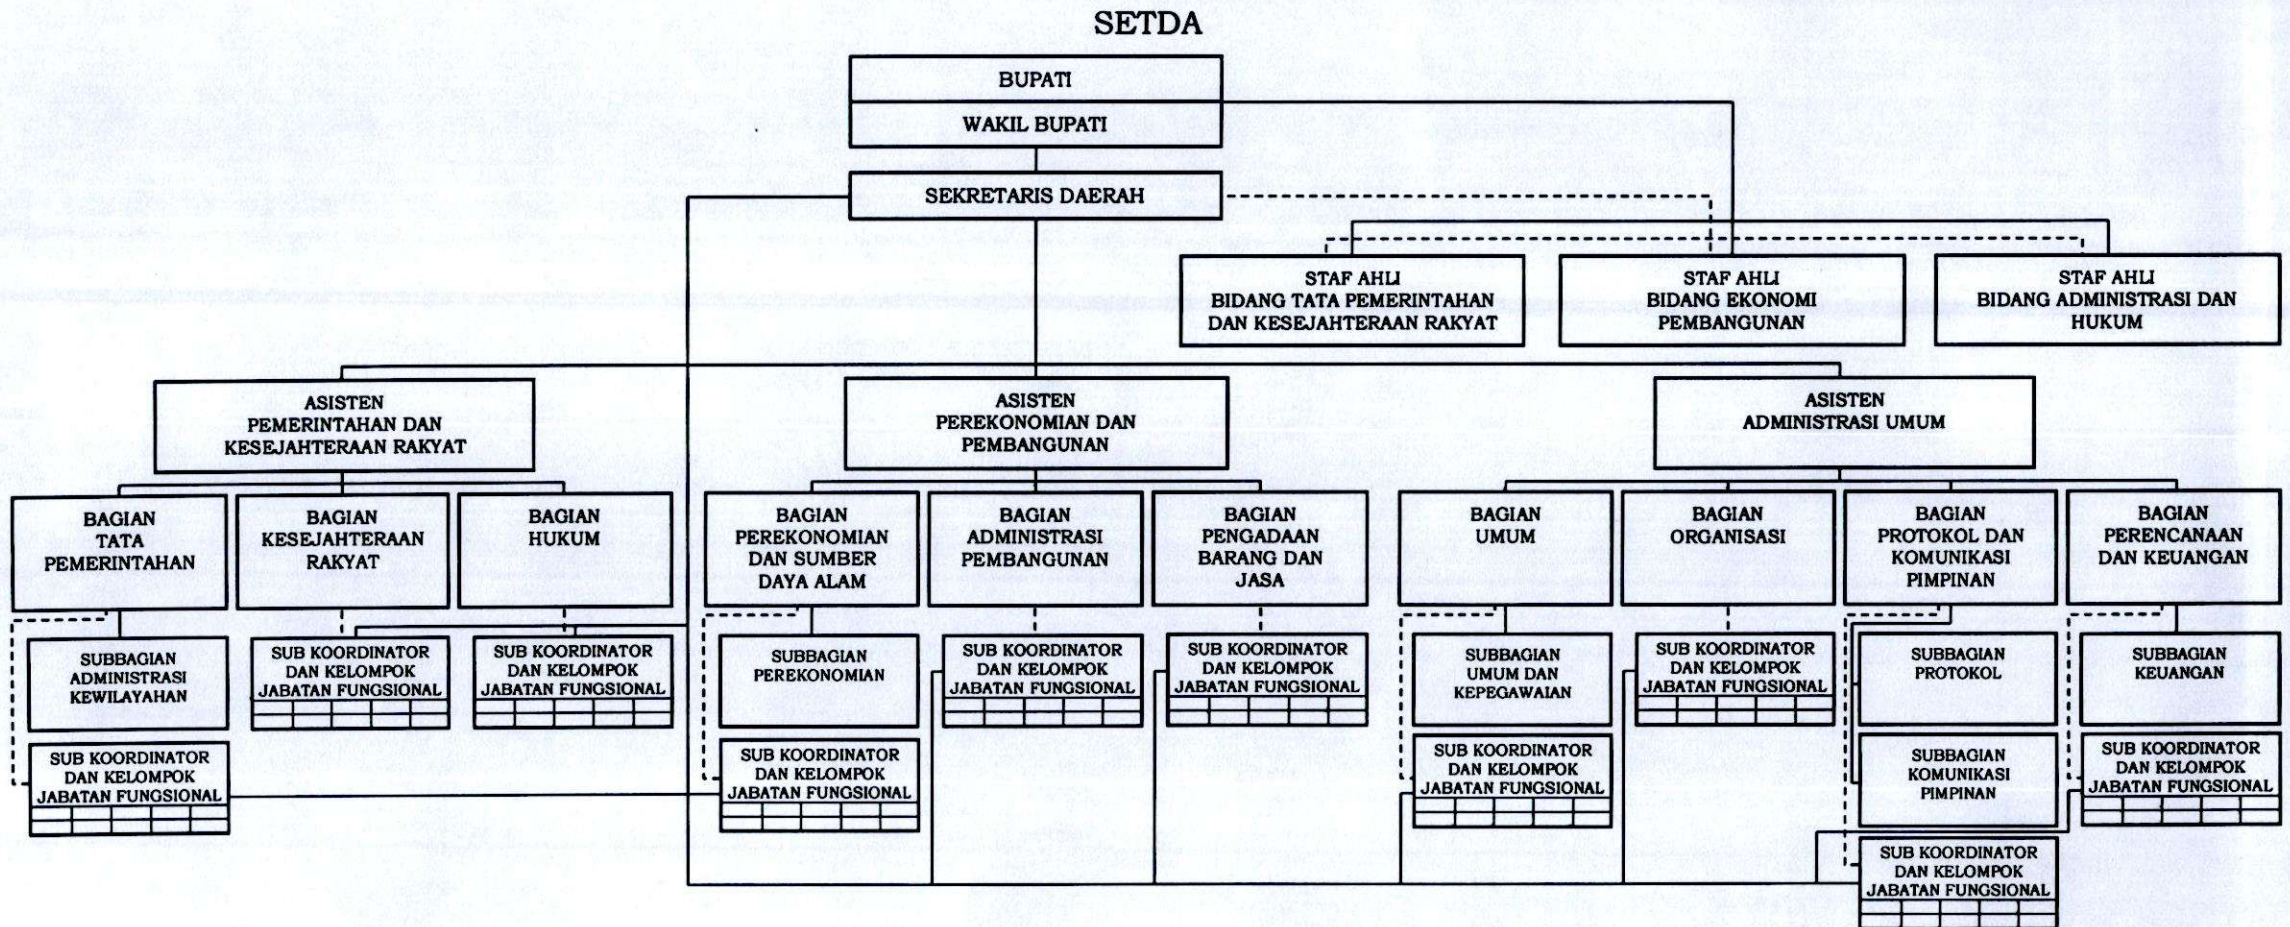 SETDA
BUPATI
WAKIL BUPATI
SEKRETARIS DAERAH
STAF AHLI
BIDANG TATA PEMERINTAHAN
DAN KESEJAHTERAAN RAKYAT
STAF AHLI
BIDANG EKONOMI
PEMBANGUNAN
STAF AHLI
BIDANG ADMINISTRASI DAN
HUKUM
ASISTEN
PEMERINTAHAN DAN
KESEJAHTERAAN RAKYAT
ASISTEN
PEREKONOMIAN DAN
PEMBANGUNAN
ASISTEN
ADMINISTRASI UMUM
BAGIAN
TATA
PEMERINTAHAN
BAGIAN
KESEJAHTERAAN
RAKYAT
BAGIAN
HUKUM
BAGIAN
PEREKONOMIAN
DAN SUMBER
DAYA ALAM
BAGIAN
ADMINISTRASI
PEMBANGUNAN
BAGIAN
PENGADAAN
BARANG DAN
JASA
BAGIAN
UMUM
BAGIAN
ORGANISASI
BAGIAN
PROTOKOL DAN
KOMUNIKASI
PIMPINAN
BAGIAN
PERENCANAAN
DAN KEUANGAN
SUBBAGIAN
ADMINISTRASI
KEWILAYAHAN
SUB KOORDINATOR
DAN KELOMPOK
JABATAN FUNGSIONAL
SUB KOORDINATOR
DAN KELOMPOK
JABATAN FUNGSIONAL
SUBBAGIAN
PEREKONOMIAN
SUB KOORDINATOR
DAN KELOMPOK
JABATAN FUNGSIONAL
SUB KOORDINATOR
DAN KELOMPOK
JABATAN FUNGSIONAL
SUBBAGIAN
UMUM DAN
KEPEGAWAIAN
SUB KOORDINATOR
DAN KELOMPOK
JABATAN FUNGSIONAL
SUBBAGIAN
PROTOKOL
SUBBAGIAN
KEUANGAN
SUB KOORDINATOR
DAN KELOMPOK
JABATAN FUNGSIONAL
SUB KOORDINATOR
DAN KELOMPOK
JABATAN FUNGSIONAL
SUB KOORDINATOR
DAN KELOMPOK
JABATAN FUNGSIONAL
SUBBAGIAN
KOMUNIKASI
PIMPINAN
SUB KOORDINATOR
DAN KELOMPOK
JABATAN FUNGSIONAL
SUB KOORDINATOR
DAN KELOMPOK
JABATAN FUNGSIONAL